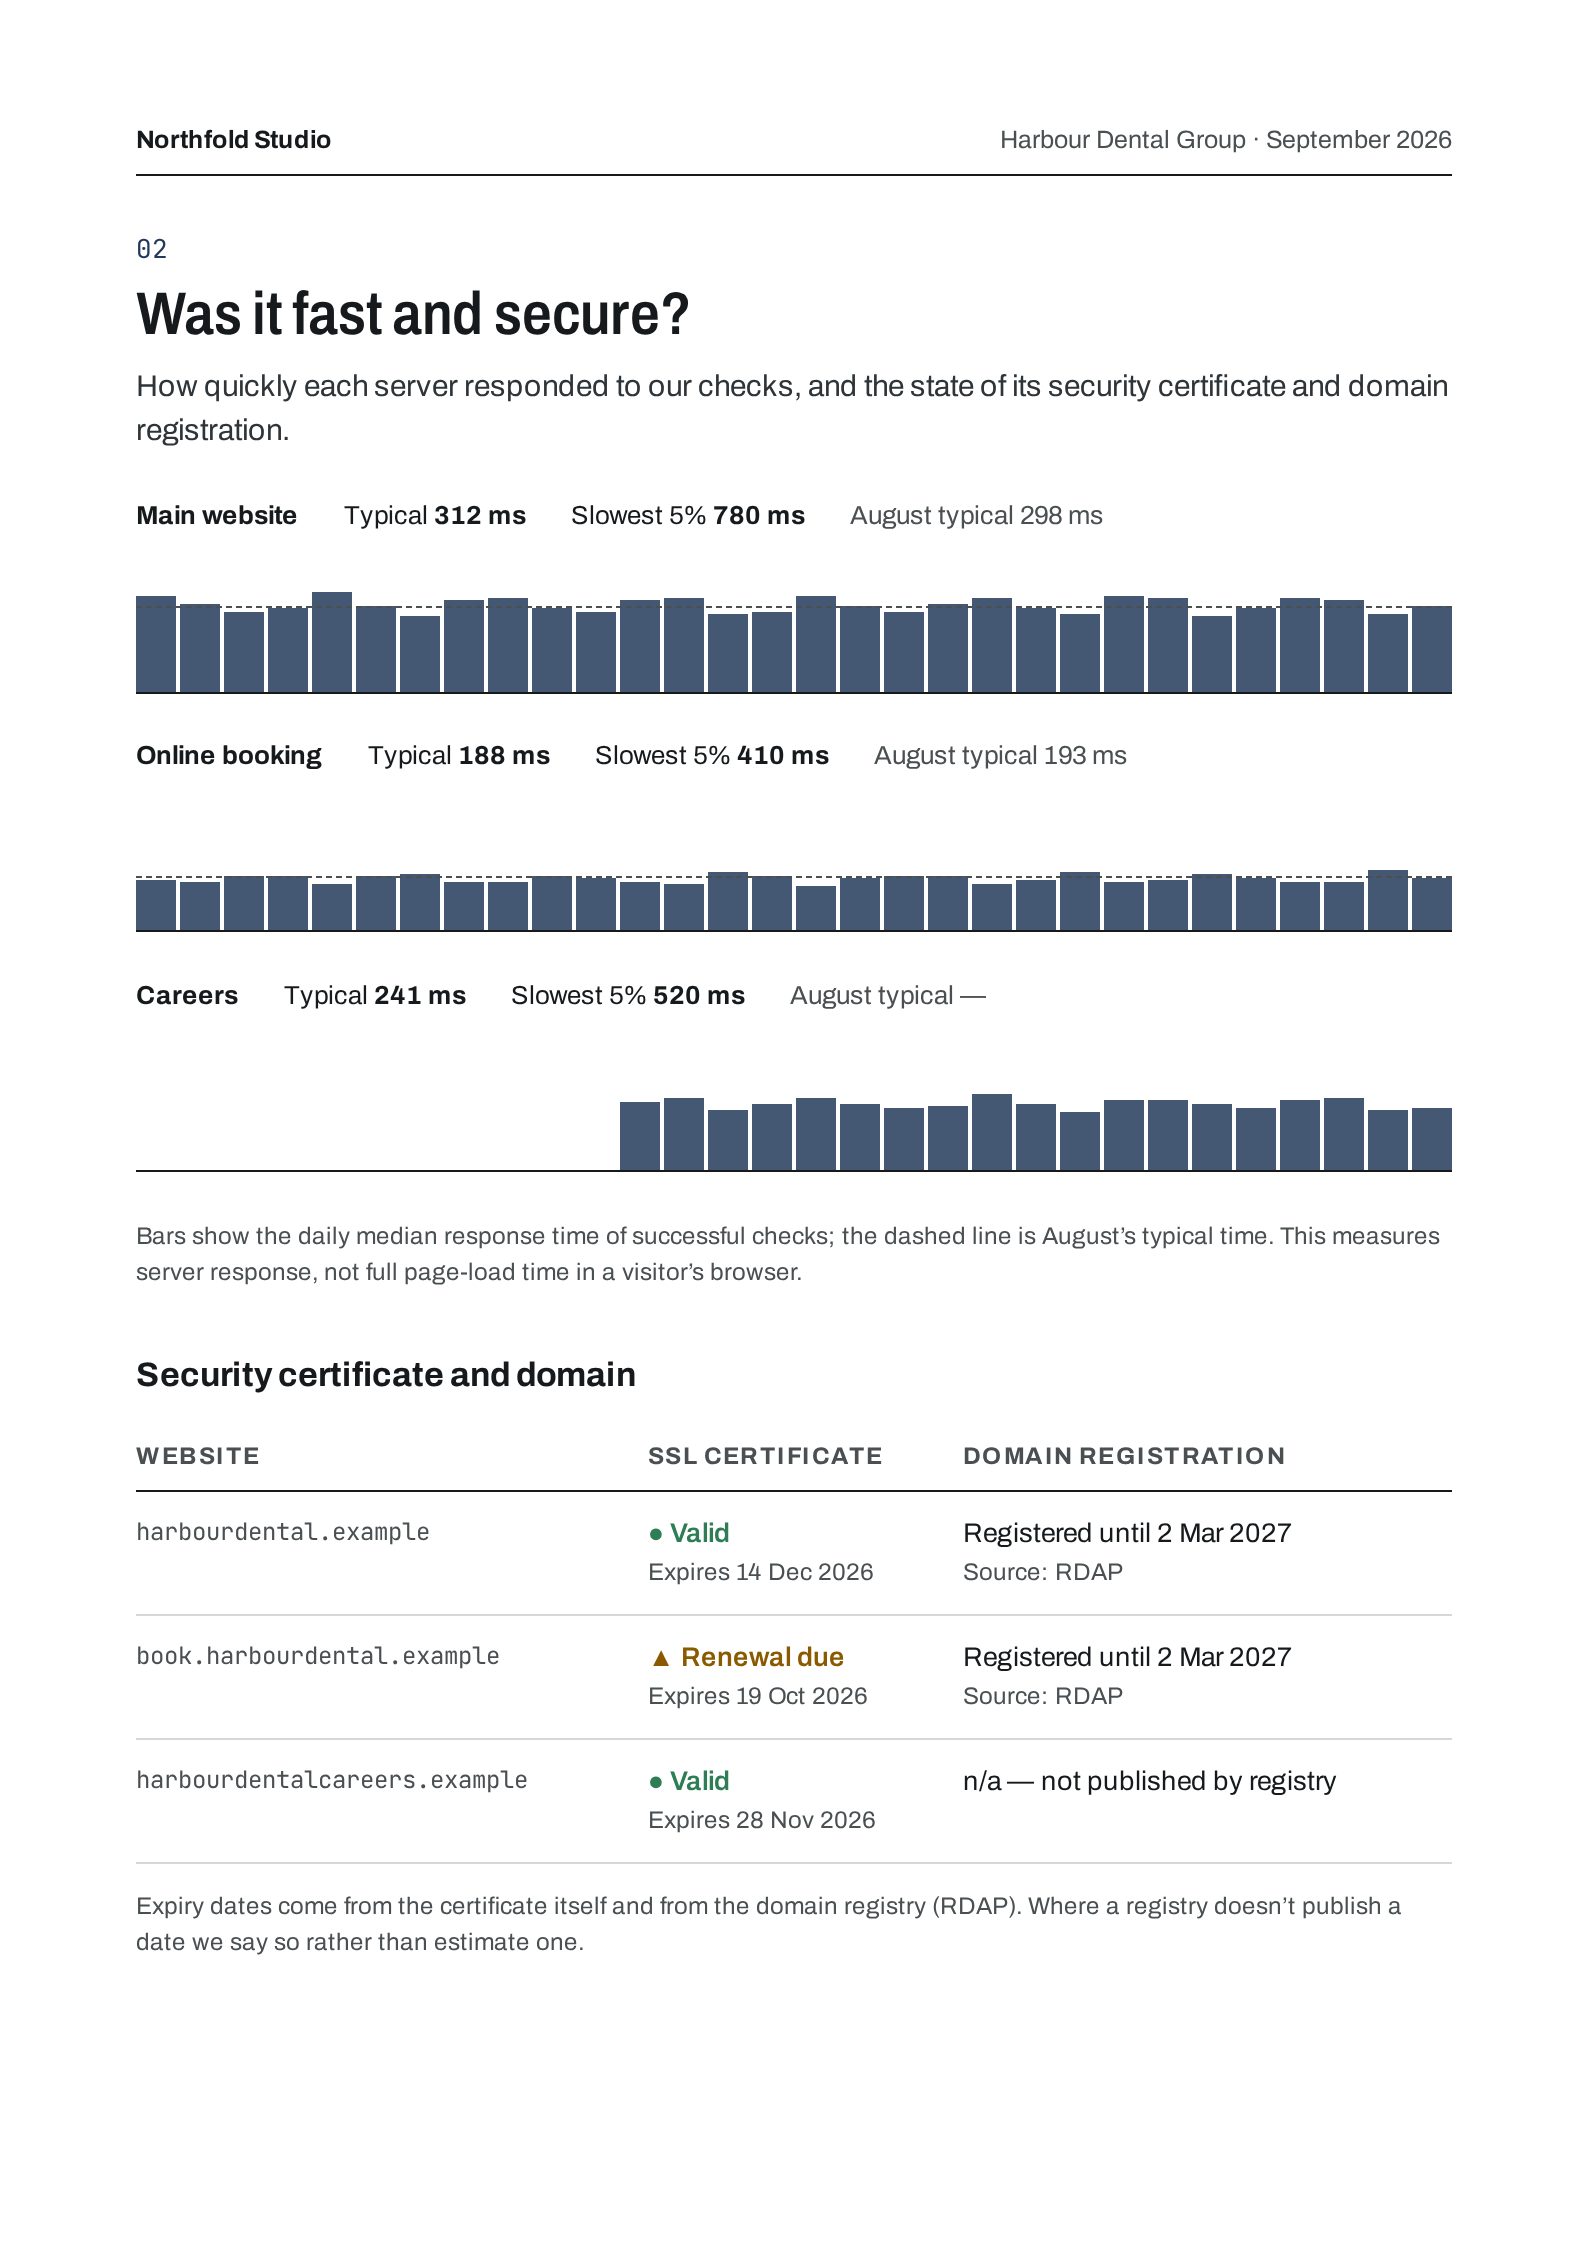 Northfold Studio
Harbour Dental Group · September 2026
02
Was it fast and secure?
How quickly each server responded to our checks, and the state of its security certificate and domain
registration.
Main website Typical 312 ms Slowest 5% 780 ms August typical 298 ms
Online booking Typical 188 ms Slowest 5% 410 ms August typical 193 ms
Careers Typical 241 ms Slowest 5% 520 ms August typical —
Bars show the daily median response time of successful checks; the dashed line is August’s typical time. This measures
server response, not full page-load time in a visitor’s browser.
Security certificate and domain
WEBSITE SSL CERTIFICATE DOMAIN REGISTRATION
harbourdental.example ● Valid Registered until 2 Mar 2027
Expires 14 Dec 2026 Source: RDAP
book.harbourdental.example ▲ Renewal due Registered until 2 Mar 2027
Expires 19 Oct 2026 Source: RDAP
harbourdentalcareers.example ● Valid n/a — not published by registry
Expires 28 Nov 2026
Expiry dates come from the certificate itself and from the domain registry (RDAP). Where a registry doesn’t publish a
date we say so rather than estimate one.